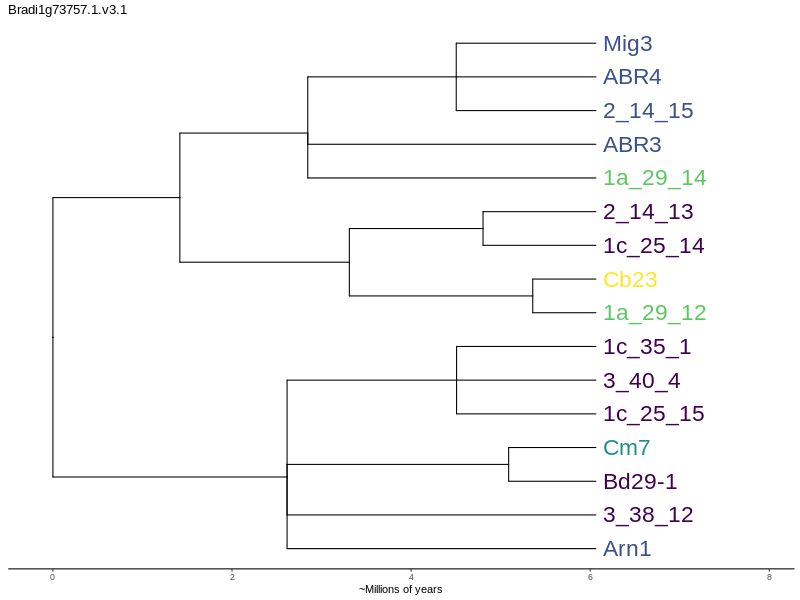 Bradi1g73757.1.v3.1
Mig3
ABR4
2_14_15
ABR3
1a_29_14
2_14_13
1c_25_14
Cb23
1a_29_12
1c_35_1
3_40_4
1c_25_15
Cm7
Bd29-1
3_38_12
Arn1
0 2 4 6 8
~Millions of years